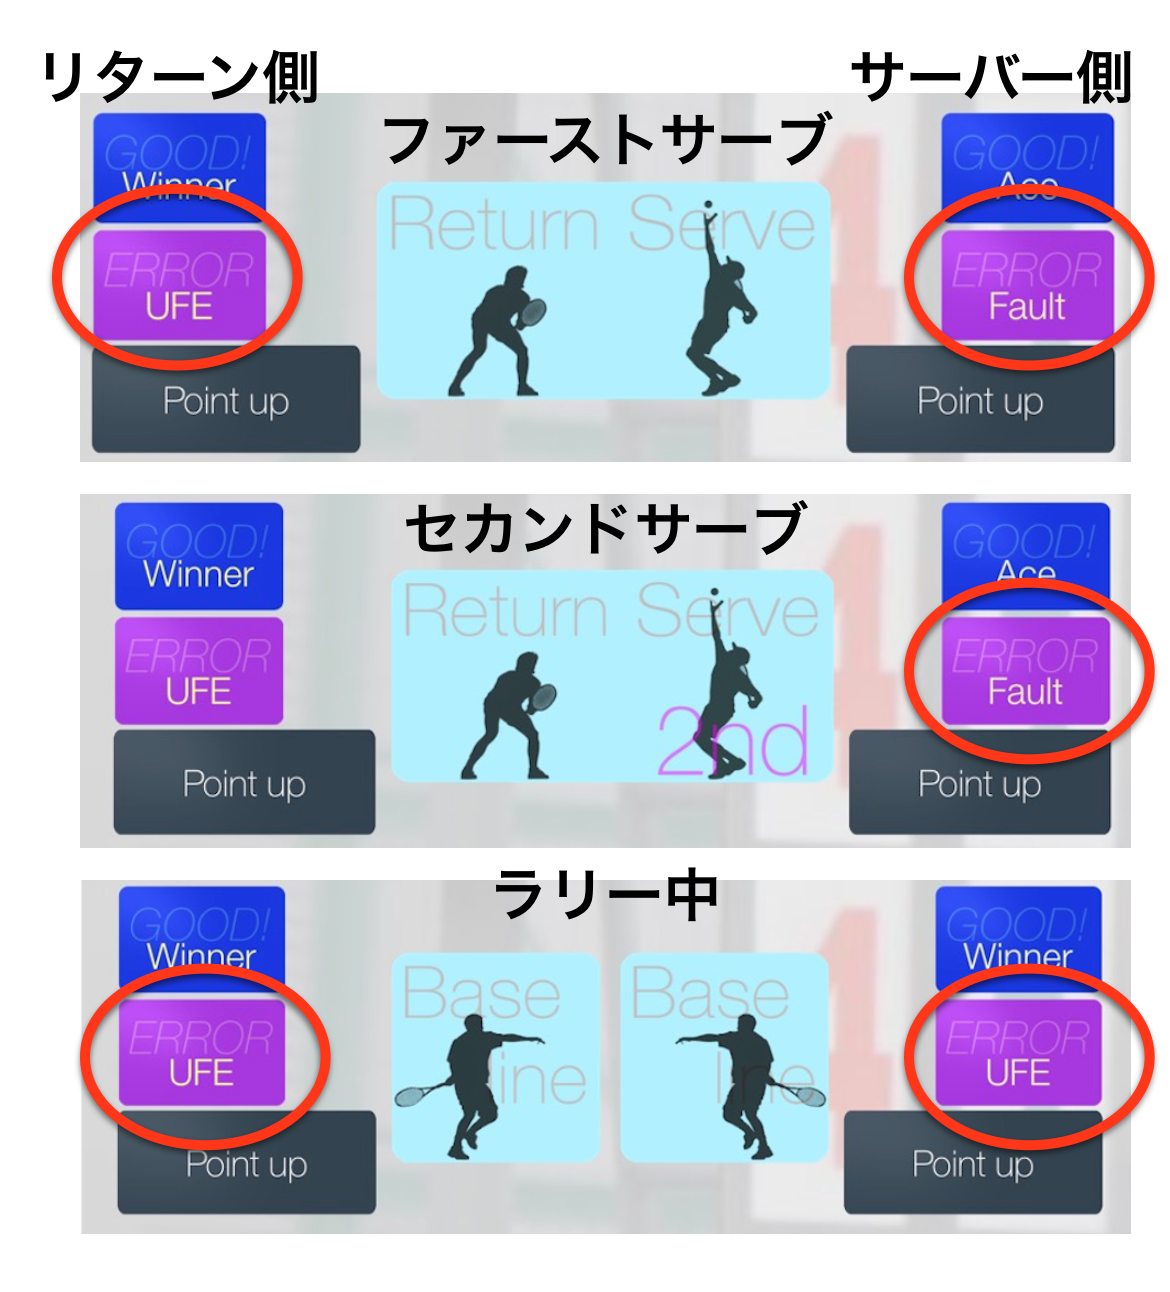 リターン側
サーバー側
ファーストサーブ
GOOD!
Winner
ERROR
UFE
Point up
Return Serve
GOOD!
Ace
ERROR
Fault
Point up
セカンドサーブ
GOOD!
Winner
ERROR
UFE
Point up
Return Serve
2nd
GOOD!
Ace
ERROR
Fault
Point up
ラリー中
GOOD!
Winner
ERROR
UFE
Point up
Base
line
Base
line
GOOD!
Winner
ERROR
UFE
Point up